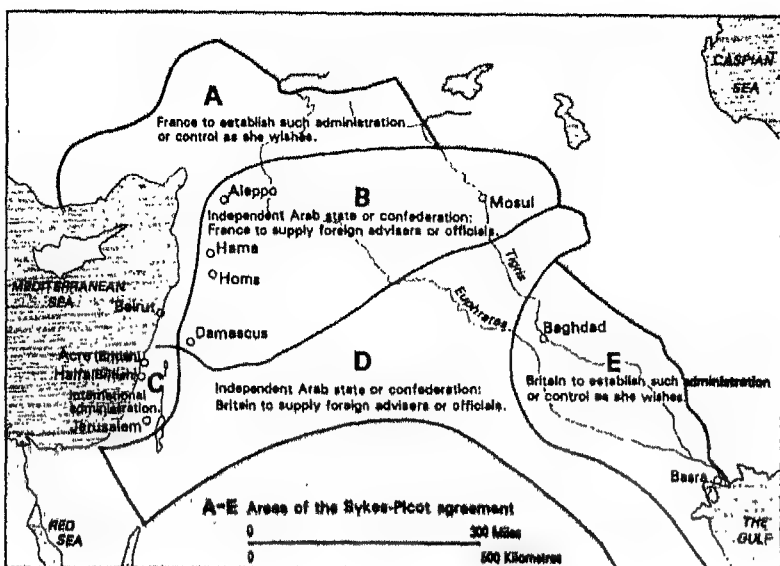 CASPIAN
SEA
A
France to establish such administration
or control as she wishes.
Aleppo
B
Mosul
Independent Arab state or confederation:
France to supply foreign advisers or officials.
Hama
Homs
Tigris
MEDITERRANEAN
SEA
Beirut
Euphrates
Damascus
Baghdad
Acre (British)
Haifa (British)
C
D
E
International
administration.
Independent Arab state or confederation:
Britain to supply foreign advisers or officials.
Britain to establish such administration
or control as she wishes.
Jerusalem
Basra
RED
SEA
A-E Areas of the Sykes-Picot agreement
0 300 Miles
0 500 Kilometres
THE
GULF